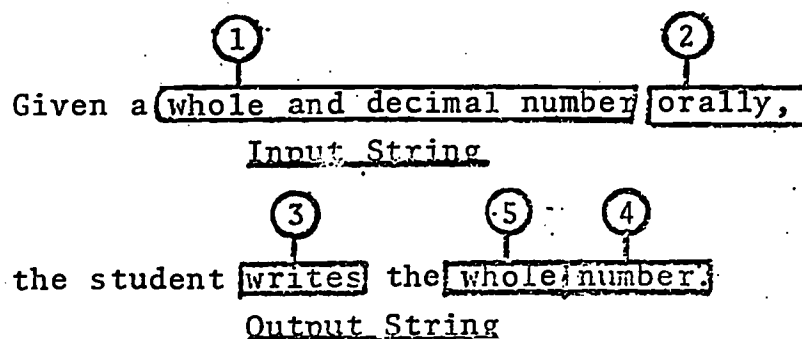 1 2
Given a whole and decimal number orally,
Input String
3 5 4
the student writes the whole number.
Output String